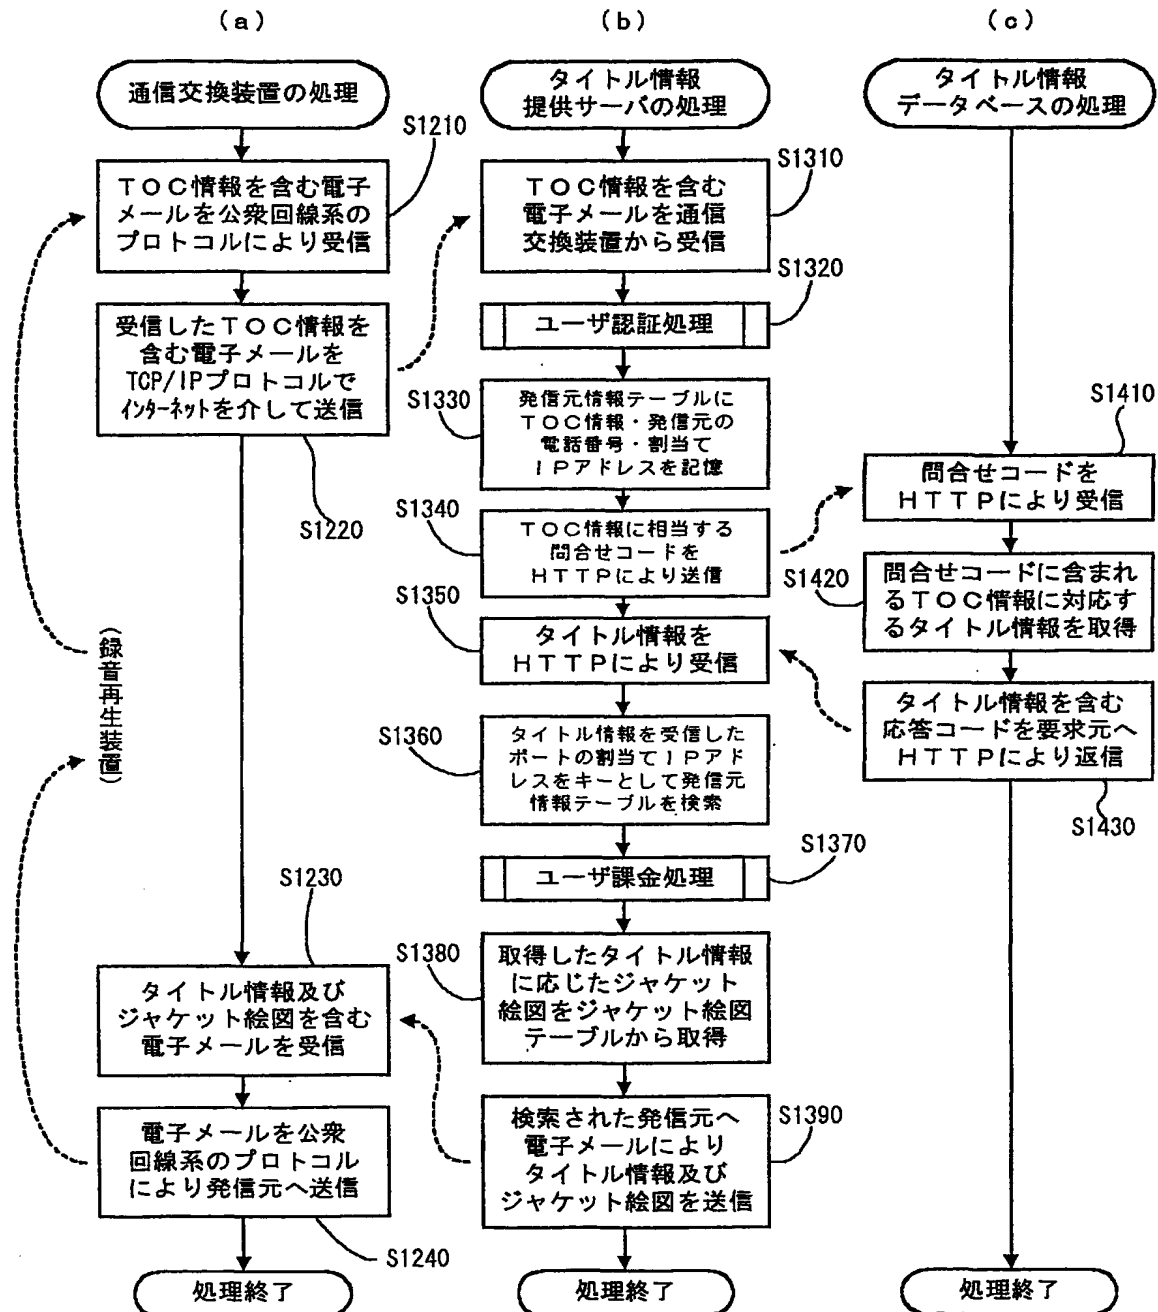 （ａ）
通信交換装置の処理
S1210
ＴＯＣ情報を含む電子
メールを公衆回線系の
プロトコルにより受信
受信したＴＯＣ情報を
含む電子メールを
TCP/IPプロトコルで
ｲﾝﾀｰﾈｯﾄを介して送信
S1220
（録音再生装置）
S1230
タイトル情報及び
ジャケット絵図を含む
電子メールを受信
電子メールを公衆
回線系のプロトコル
により発信元へ送信
S1240
処理終了
（ｂ）
タイトル情報
提供サーバの処理
S1310
ＴＯＣ情報を含む
電子メールを通信
交換装置から受信
S1320
ユーザ認証処理
S1330
発信元情報テーブルに
ＴＯＣ情報・発信元の
電話番号・割当て
ＩＰアドレスを記憶
S1340
ＴＯＣ情報に相当する
問合せコードを
ＨＴＴＰにより送信
S1350
タイトル情報を
ＨＴＴＰにより受信
S1360
タイトル情報を受信した
ポートの割当てＩＰアド
レスをキーとして発信元
情報テーブルを検索
S1370
ユーザ課金処理
S1380
取得したタイトル情報
に応じたジャケット
絵図をジャケット絵図
テーブルから取得
S1390
検索された発信元へ
電子メールにより
タイトル情報及び
ジャケット絵図を送信
処理終了
（ｃ）
タイトル情報
データベースの処理
S1410
問合せコードを
ＨＴＴＰにより受信
S1420
問合せコードに含まれ
るＴＯＣ情報に対応す
るタイトル情報を取得
タイトル情報を含む
応答コードを要求元へ
ＨＴＴＰにより返信
S1430
処理終了